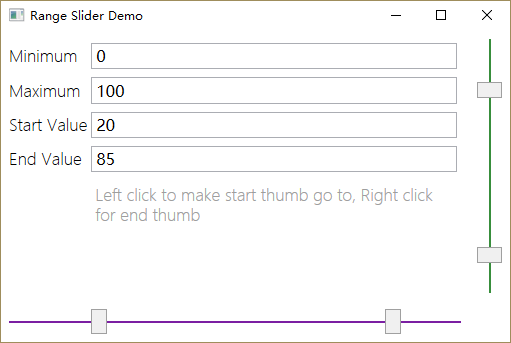 Range Slider Demo
Minimum 0
Maximum 100
Start Value 20
End Value 85
Left click to make start thumb go to, Right click
for end thumb